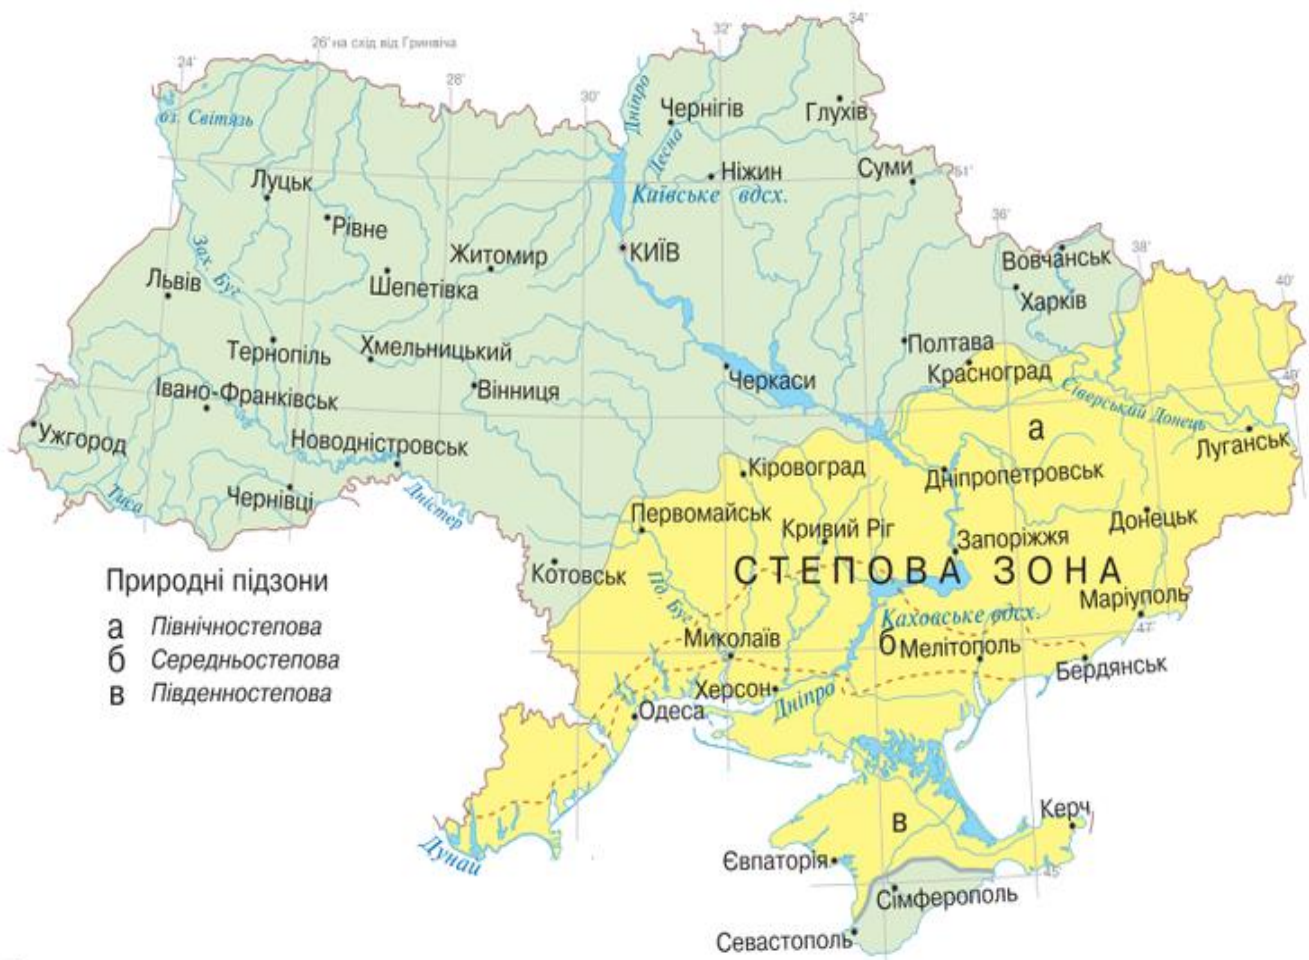 34°
32°
26° на схід від Гринвіча
24°
28°
30°
Дніпро
Чернігів
Глухів
оз. Світязь
Десна
Ніжин
Суми
51°
Луцьк
Київське вдсх.
Рівне
36°
38°
Зах. Буг
Житомир
КИЇВ
Вовчанськ
Львів
Шепетівка
Харків
40°
Тернопіль
Хмельницький
Полтава
Красноград
49°
Івано-Франківськ
Вінниця
Черкаси
Сіверський Донець
Ужгород
Новодністровськ
а
Луганськ
Кіровоград
Дніпропетровськ
Тиса
Чернівці
Дністер
Первомайськ
Кривий Ріг
Донецьк
Запоріжжя
Котовськ
СТЕПОВА ЗОНА
Пд. Буг
Маріуполь
Каховське вдсх.
47°
Миколаїв
б
Мелітополь
Бердянськ
Херсон
Дніпро
Одеса
Природні підзони
а Північностепова
б Середньостепова
в Південностепова
Керч
в
Дунай
Євпаторія
45°
Сімферополь
Севастополь